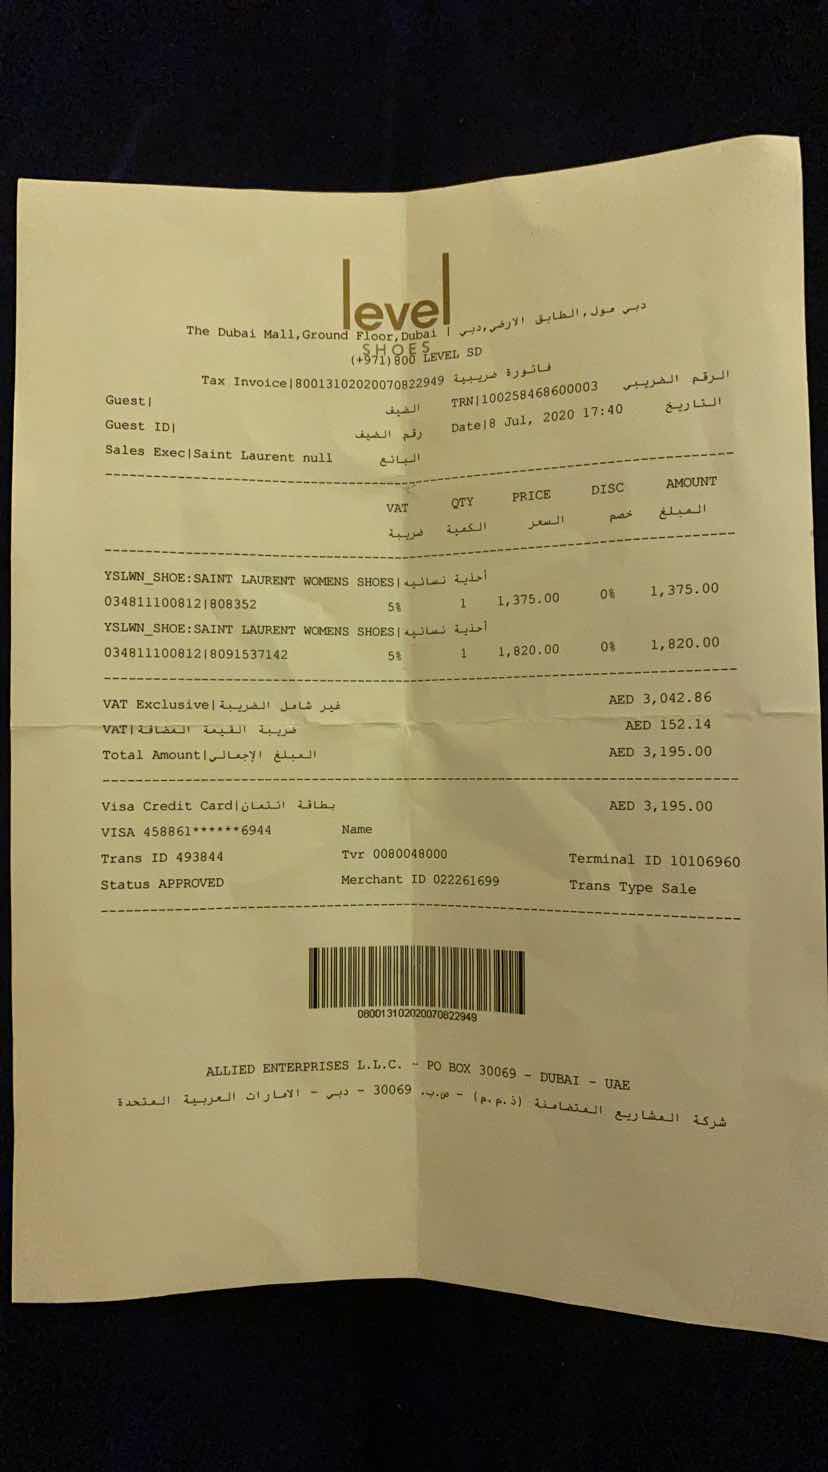 level
The Dubai Mall,Ground Floor,Dubai | دبي مول,الطابق الارضي,دبي
SHOES
(+971)800 LEVEL SD
Tax Invoice|80013102020070822949 فاتورة ضريبية
Guest| الضيف TRN|100258468600003 الرقم الضريبي
Guest ID| رقم الضيف Date|8 Jul, 2020 17:40 التاريخ
Sales Exec|Saint Laurent null البائع
VAT QTY PRICE DISC AMOUNT
ضريبة الكمية السعر خصم المبلغ
YSLWN_SHOE:SAINT LAURENT WOMENS SHOES|أحذية نسائيه
034811100812|808352 5% 1 1,375.00 0% 1,375.00
YSLWN_SHOE:SAINT LAURENT WOMENS SHOES|أحذية نسائيه
034811100812|8091537142 5% 1 1,820.00 0% 1,820.00
VAT Exclusive|غير شامل الضريبة AED 3,042.86
VAT|ضريبة القيمة المضافة AED 152.14
Total Amount|المبلغ الإجمالي AED 3,195.00
Visa Credit Card|بطاقة ائتمان AED 3,195.00
VISA 458861******6944 Name
Trans ID 493844 Tvr 0080048000 Terminal ID 10106960
Status APPROVED Merchant ID 022261699 Trans Type Sale
080013102020070822949
ALLIED ENTERPRISES L.L.C. - PO BOX 30069 - DUBAI - UAE
شركة المشاريع المتضامنة (ذ.م.م) - ص.ب. 30069 - دبي - الامارات العربية المتحدة